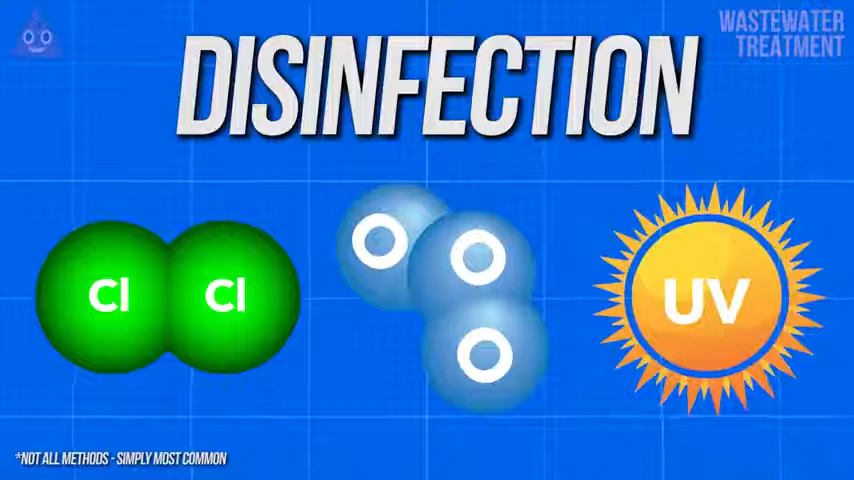 WASTEWATER
TREATMENT
DISINFECTION
Cl Cl
O
O
O
UV
*NOT ALL METHODS - SIMPLY MOST COMMON